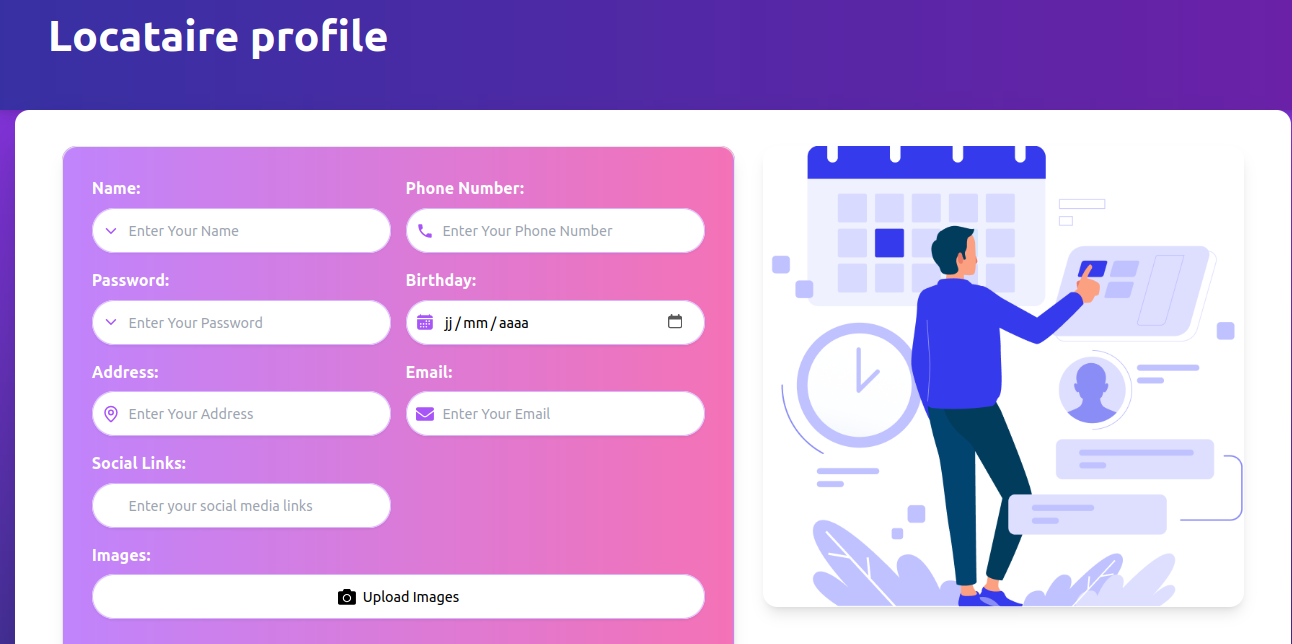 Locataire profile
Name:
Enter Your Name
Phone Number:
Enter Your Phone Number
Password:
Enter Your Password
Birthday:
jj/mm/aaaa
Address:
Enter Your Address
Email:
Enter Your Email
Social Links:
Enter your social media links
Images:
Upload Images